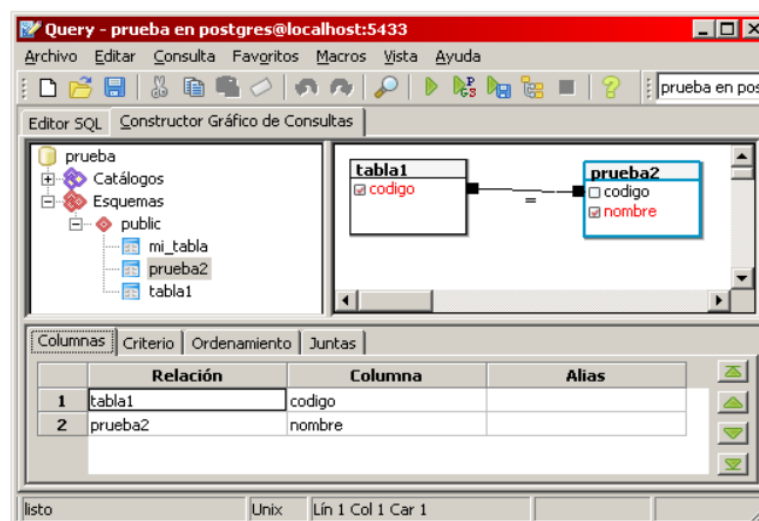 Query - prueba en postgres@localhost:5433
Archivo Editar Consulta Favoritos Macros Vista Ayuda
prueba en pos
Editor SQL Constructor Gráfico de Consultas
prueba
Catálogos
Esquemas
public
mi_tabla
prueba2
tabla1
tabla1
codigo
=
prueba2
codigo
nombre
Columnas Criterio Ordenamiento Juntas
Relación Columna Alias
1 tabla1 codigo
2 prueba2 nombre
listo Unix Lín 1 Col 1 Car 1